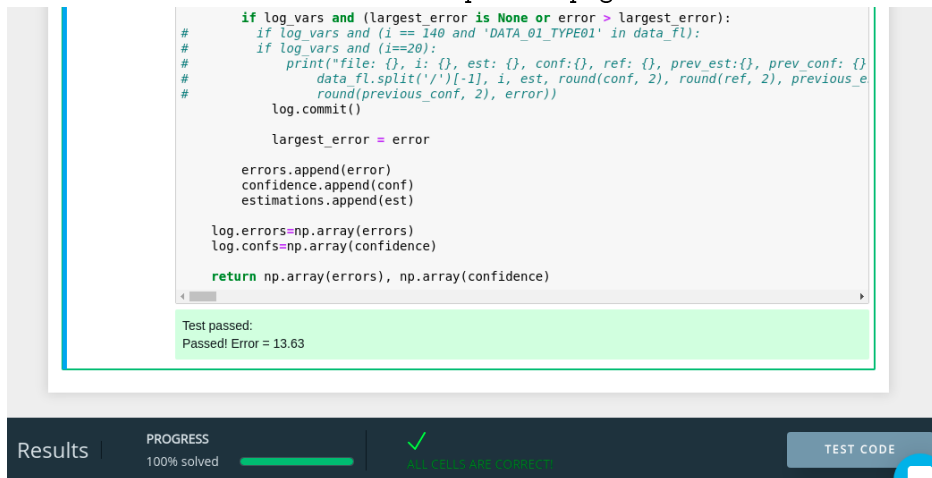 if log_vars and (largest_error is None or error > largest_error):
# if log_vars and (i == 140 and 'DATA_01_TYPE01' in data_fl):
# if log_vars and (i==20):
# print("file: {}, i: {}, est: {}, conf:{}, ref: {}, prev_est:{}, prev_conf: {}
# data_fl.split('/')[-1], i, est, round(conf, 2), round(ref, 2), previous_e
# round(previous_conf, 2), error))
log.commit()
largest_error = error
errors.append(error)
confidence.append(conf)
estimations.append(est)
log.errors=np.array(errors)
log.confs=np.array(confidence)
return np.array(errors), np.array(confidence)
Test passed:
Passed! Error = 13.63
Results
PROGRESS
100% solved
ALL CELLS ARE CORRECT!
TEST CODE